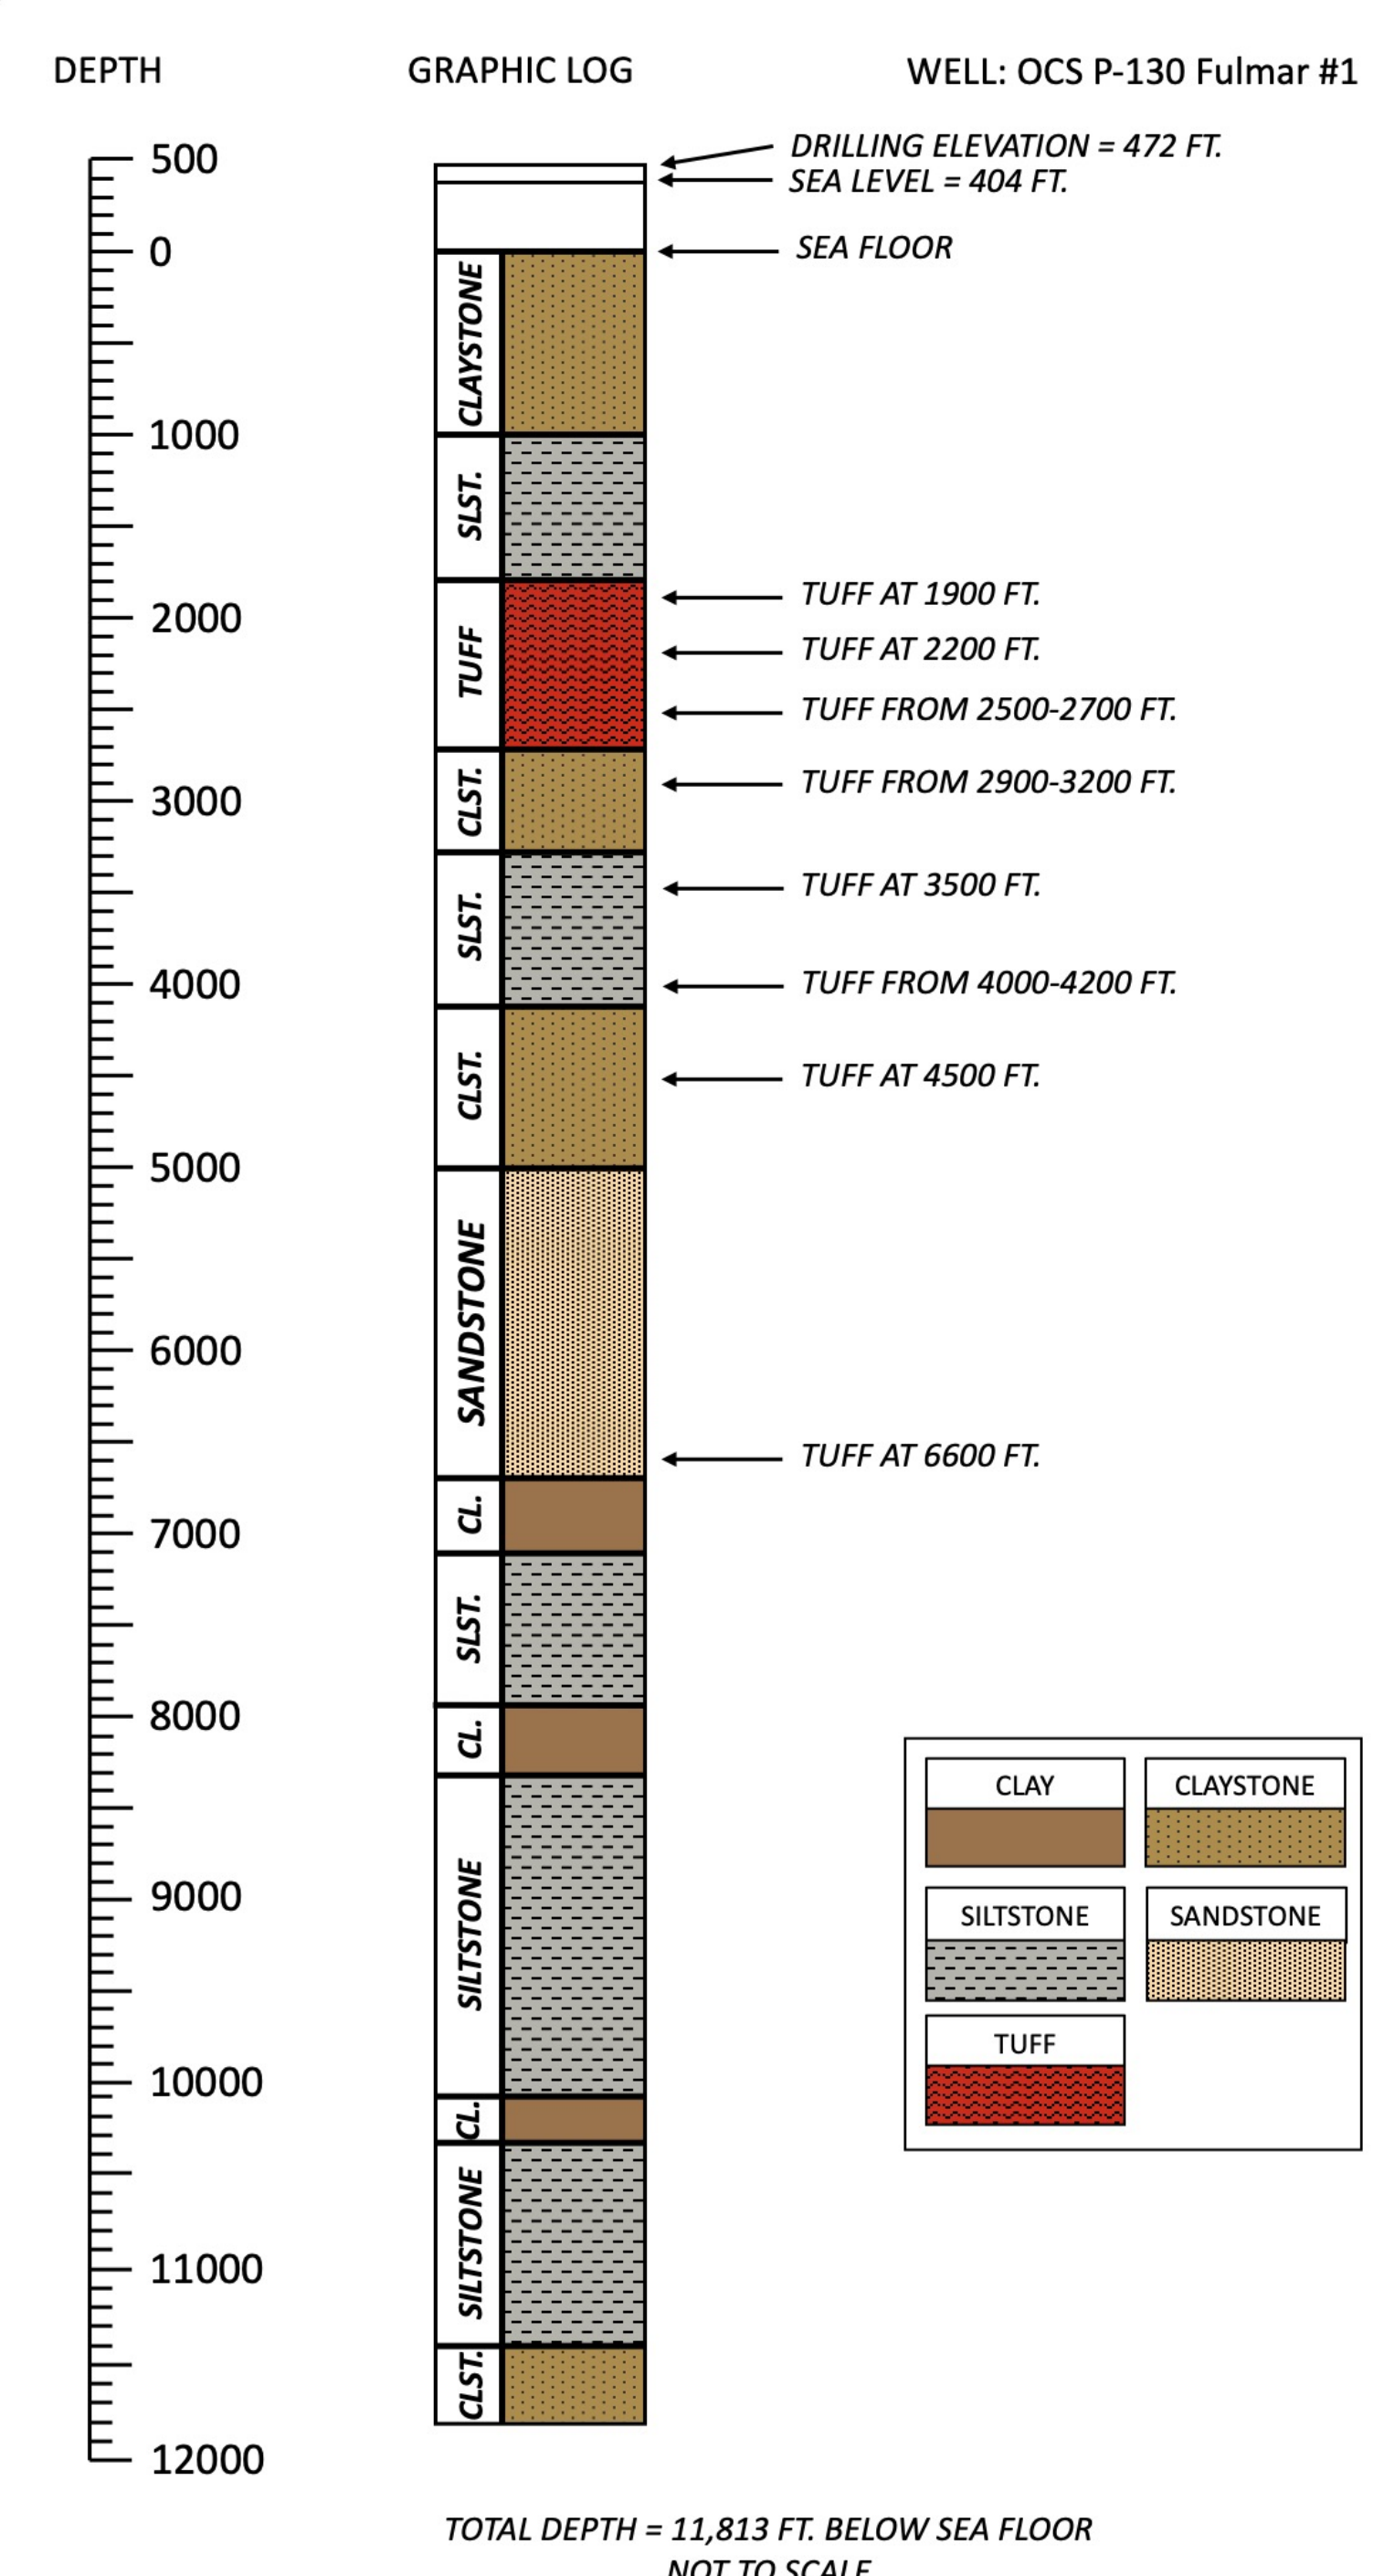 DEPTH
GRAPHIC LOG
WELL: OCS P-130 Fulmar #1
500
DRILLING ELEVATION = 472 FT.
SEA LEVEL = 404 FT.
0
SEA FLOOR
CLAYSTONE
1000
SLST.
TUFF AT 1900 FT.
2000
TUFF
TUFF AT 2200 FT.
TUFF FROM 2500-2700 FT.
CLST.
TUFF FROM 2900-3200 FT.
3000
SLST.
TUFF AT 3500 FT.
4000
TUFF FROM 4000-4200 FT.
CLST.
TUFF AT 4500 FT.
5000
SANDSTONE
6000
TUFF AT 6600 FT.
CL.
7000
SLST.
8000
CL.
SILTSTONE
9000
10000
CL.
SILTSTONE
11000
CLST.
12000
CLAY
CLAYSTONE
SILTSTONE
SANDSTONE
TUFF
TOTAL DEPTH = 11,813 FT. BELOW SEA FLOOR
NOT TO SCALE